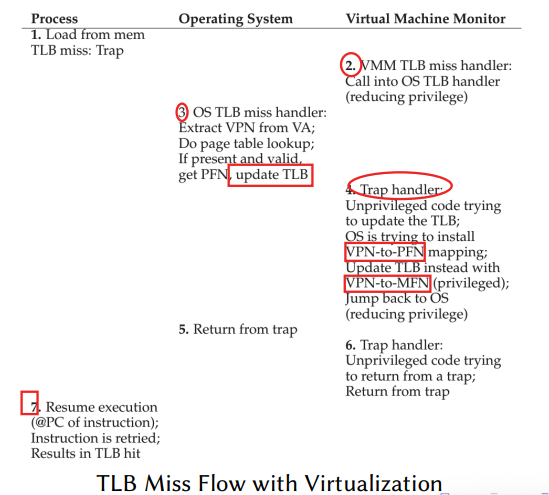 Process Operating System Virtual Machine Monitor
1. Load from mem
TLB miss: Trap
2. VMM TLB miss handler:
Call into OS TLB handler
(reducing privilege)
3. OS TLB miss handler:
Extract VPN from VA;
Do page table lookup;
If present and valid,
get PFN, update TLB
4. Trap handler:
Unprivileged code trying
to update the TLB;
OS is trying to install
VPN-to-PFN mapping;
Update TLB instead with
VPN-to-MFN (privileged);
Jump back to OS
(reducing privilege)
5. Return from trap
6. Trap handler:
Unprivileged code trying
to return from a trap;
Return from trap
7. Resume execution
(@PC of instruction);
Instruction is retried;
Results in TLB hit
TLB Miss Flow with Virtualization